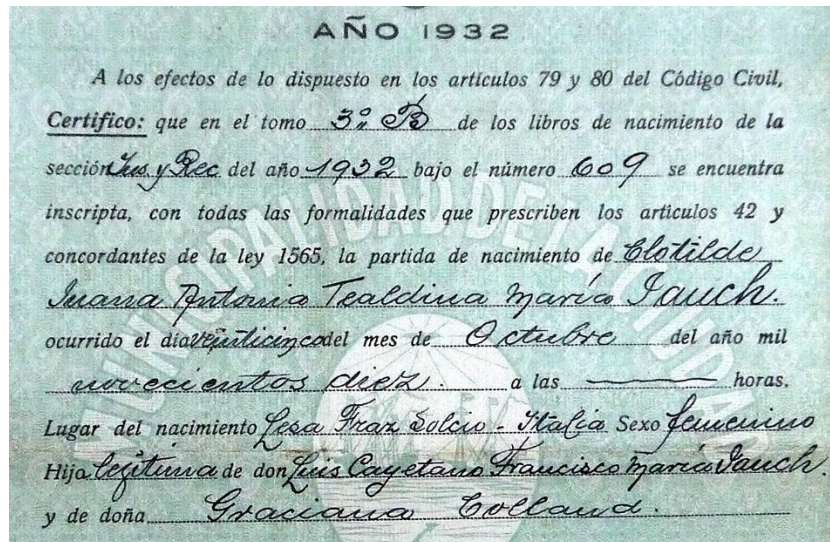 AÑO 1932
A los efectos de lo dispuesto en los artículos 79 y 80 del Código Civil,
Certifico: que en el tomo 3º B de los libros de nacimiento de la
sección Ins. y Rec. del año 1932 bajo el número 609 se encuentra
inscripta, con todas las formalidades que prescriben los artículos 42 y
concordantes de la ley 1565, la partida de nacimiento de Clotilde
Juana Antonia Tealdina María Jauch.
ocurrido el día veinticinco del mes de Octubre del año mil
novecientos diez. a las horas.
Lugar del nacimiento Lesa Fraz Solcio - Italia Sexo femenino
Hija legítima de don Luis Cayetano Francisco María Jauch.
y de doña Graciana Colland.
MUNICIPALIDAD DE LA CIUDAD